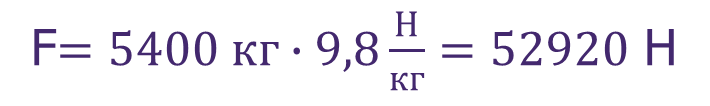 F= 5400 кг · 9,8 Н/кг = 52920 Н